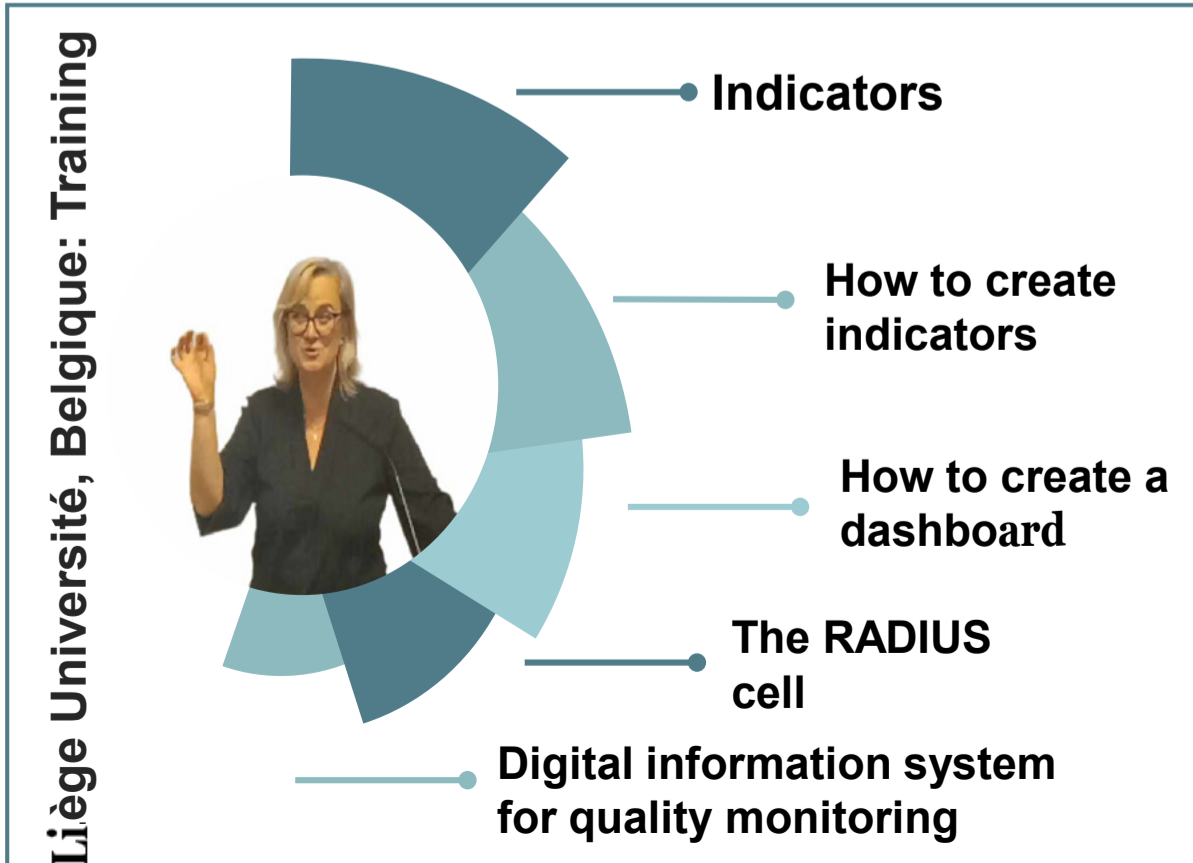 Liège Université, Belgique: Training
Indicators
How to create
indicators
How to create a
dashboard
The RADIUS
cell
Digital information system
for quality monitoring